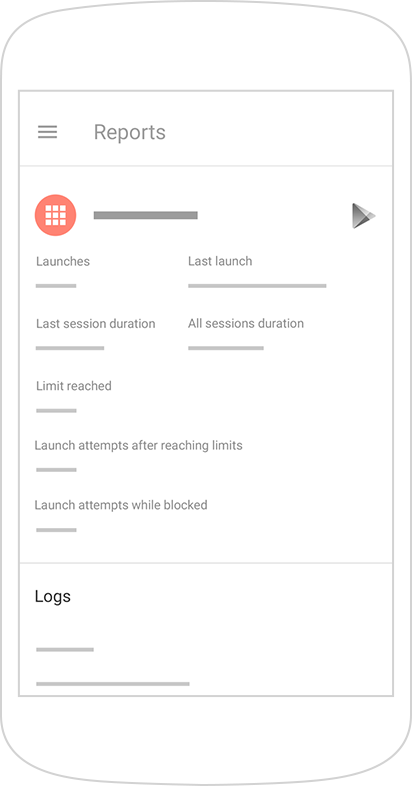 Reports
Launches
Last launch
Last session duration
All sessions duration
Limit reached
Launch attempts after reaching limits
Launch attempts while blocked
Logs